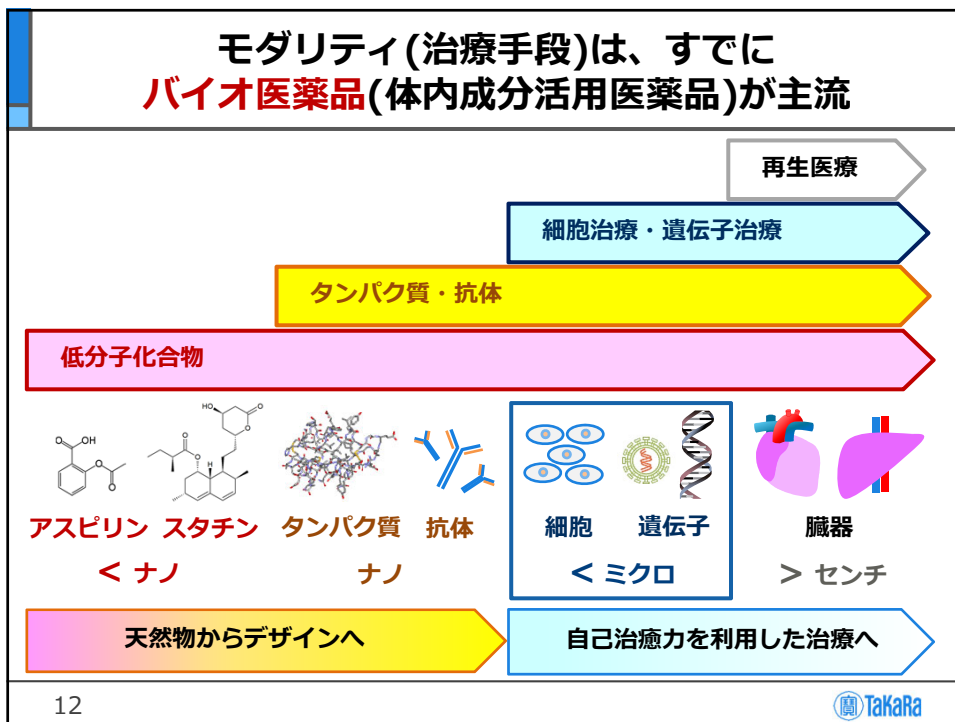 モダリティ(治療手段)は、すでに
バイオ医薬品(体内成分活用医薬品)が主流
再生医療
細胞治療・遺伝子治療
タンパク質・抗体
低分子化合物
HO
O
O
O
O
H
O
OH
O
O
アスピリン スタチン タンパク質 抗体 細胞 遺伝子 臓器
< ナノ ナノ < ミクロ > センチ
天然物からデザインへ 自己治癒力を利用した治療へ
12
寶 TaKaRa